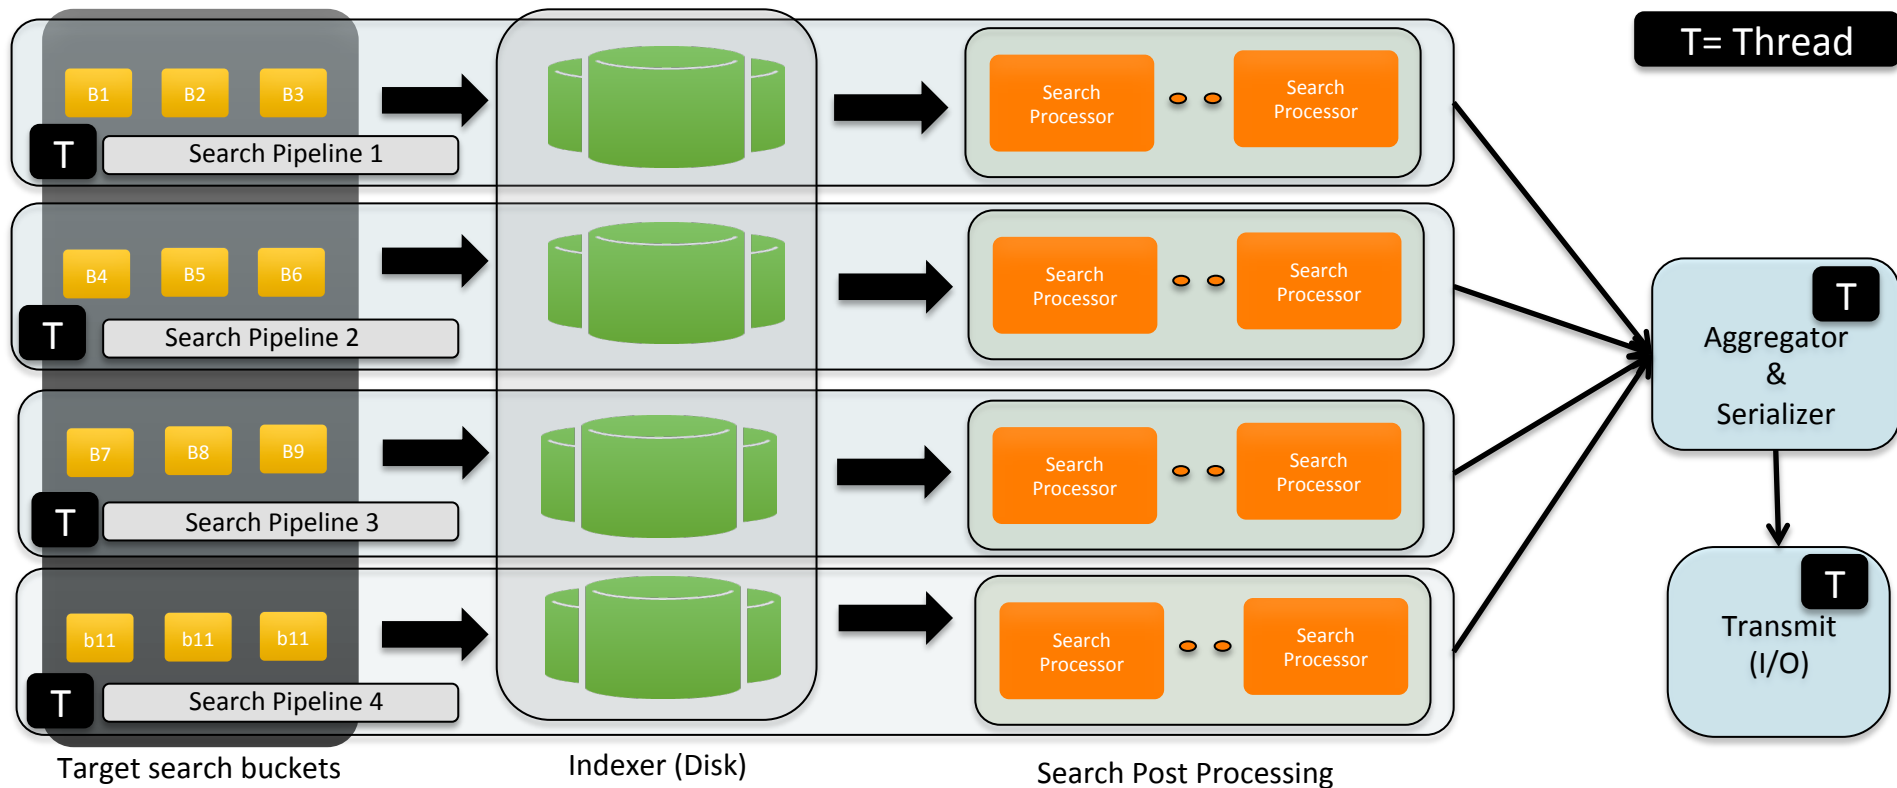 T= Thread
B1 B2 B3
T
Search Pipeline 1
Search
Processor
Search
Processor
B4 B5 B6
T
Search Pipeline 2
Search
Processor
Search
Processor
B7 B8 B9
T
Search Pipeline 3
Search
Processor
Search
Processor
b11 b11 b11
T
Search Pipeline 4
Search
Processor
Search
Processor
T
Aggregator
&
Serializer
T
Transmit
(I/O)
Target search buckets
Indexer (Disk)
Search Post Processing